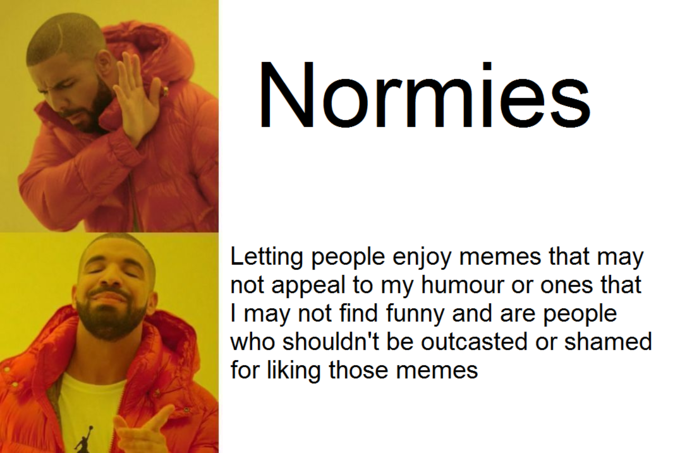 Normies
Letting people enjoy memes that may
not appeal to my humour or ones that
I may not find funny and are people
who shouldn't be outcasted or shamed
for liking those memes